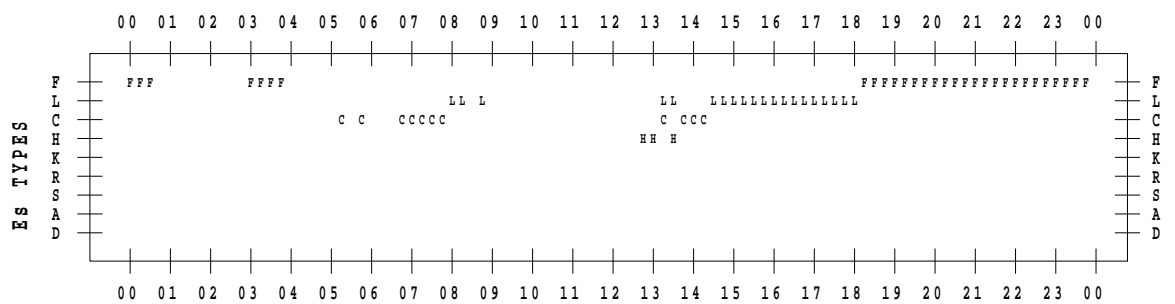 00 01 02 03 04 05 06 07 08 09 10 11 12 13 14 15 16 17 18 19 20 21 22 23 00
F FFF FFFF FFFFFFFFFFFFFFFFFFFFFFF F
L LL L LL LLLLLLLLLLLLLLL L
C C C CCCCC C CCC C
H HH H H
K K
R R
S S
A A
D D
Es TYPES
00 01 02 03 04 05 06 07 08 09 10 11 12 13 14 15 16 17 18 19 20 21 22 23 00